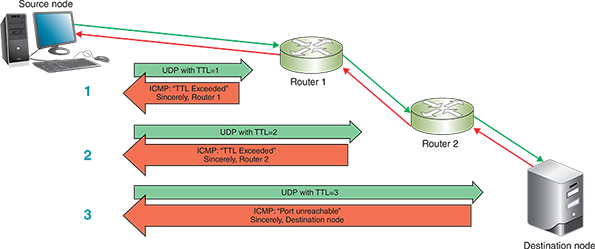 Source node
Router 1
Router 2
Destination node
1
UDP with TTL=1
ICMP: “TTL Exceeded”
Sincerely, Router 1
2
UDP with TTL=2
ICMP: “TTL Exceeded”
Sincerely, Router 2
3
UDP with TTL=3
ICMP: “Port unreachable”
Sincerely, Destination node